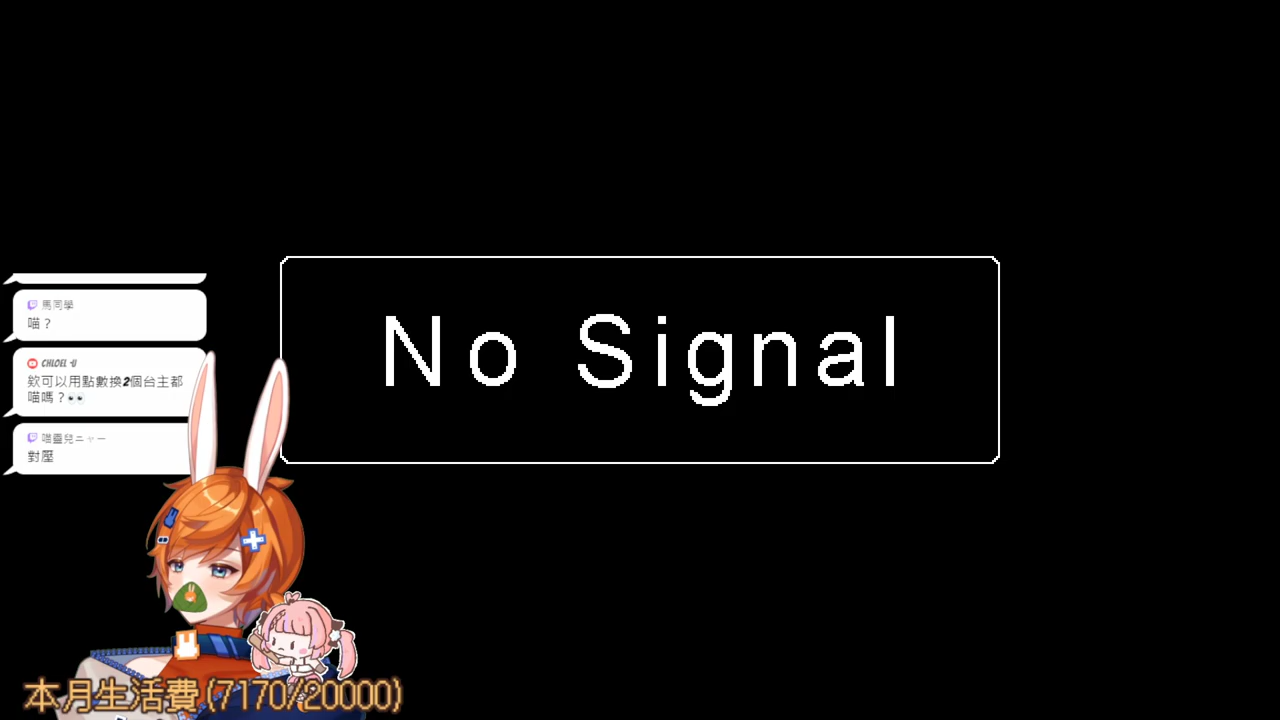 No Signal
馬同學
喵？
CHLOEL -U
欸可以用點數換2個台主都
喵嗎？👀
喵靈兒ニャー
對壓
本月生活費(7170/20000)